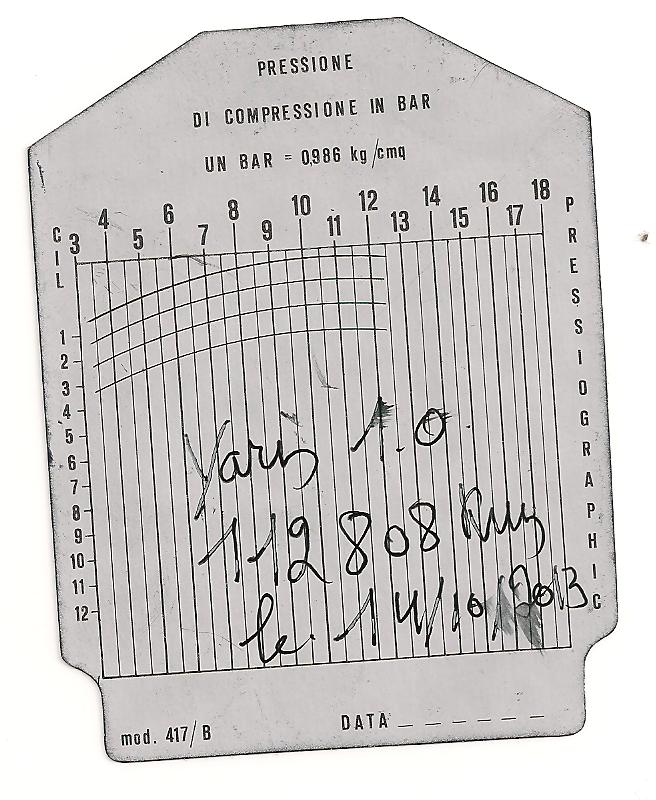 PRESSIONE
DI COMPRESSIONE IN BAR
UN BAR = 0,986 kg/cmq
3 4 5 6 7 8 9 10 11 12 13 14 15 16 17 18
CIL
PRESSIOGRAPHIC
1
2
3
4
5
6
7
8
9
10
11
12
Yaris 1.0
112 808 Kms
le 14/10/2013
mod. 417/B
DATA